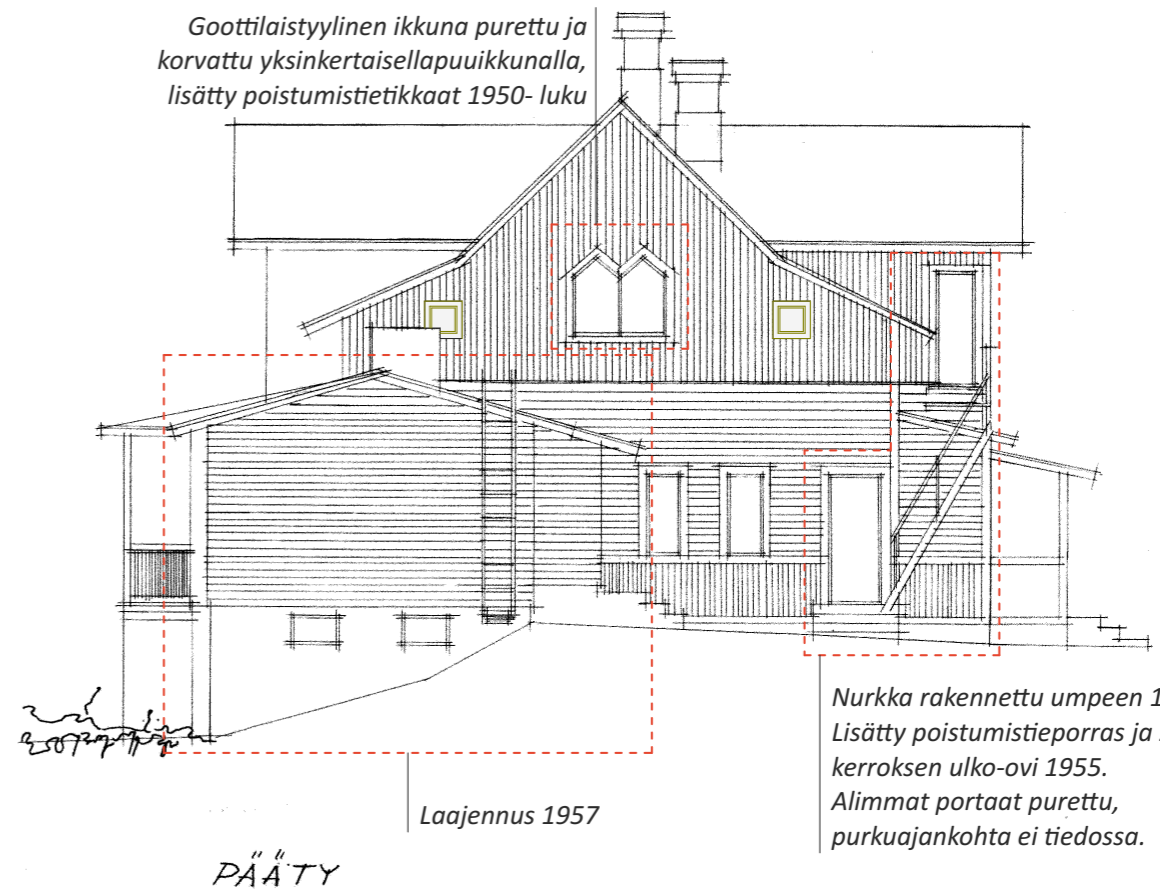 Goottilaistyylinen ikkuna purettu ja
korvattu yksinkertaisellapuuikkunalla,
lisätty poistumistietikkaat 1950- luku
Nurkka rakennettu umpeen
Lisätty poistumistieporras ja
kerroksen ulko-ovi 1955.
Alimmat portaat purettu,
purkuajankohta ei tiedossa.
Laajennus 1957
PÄÄTY